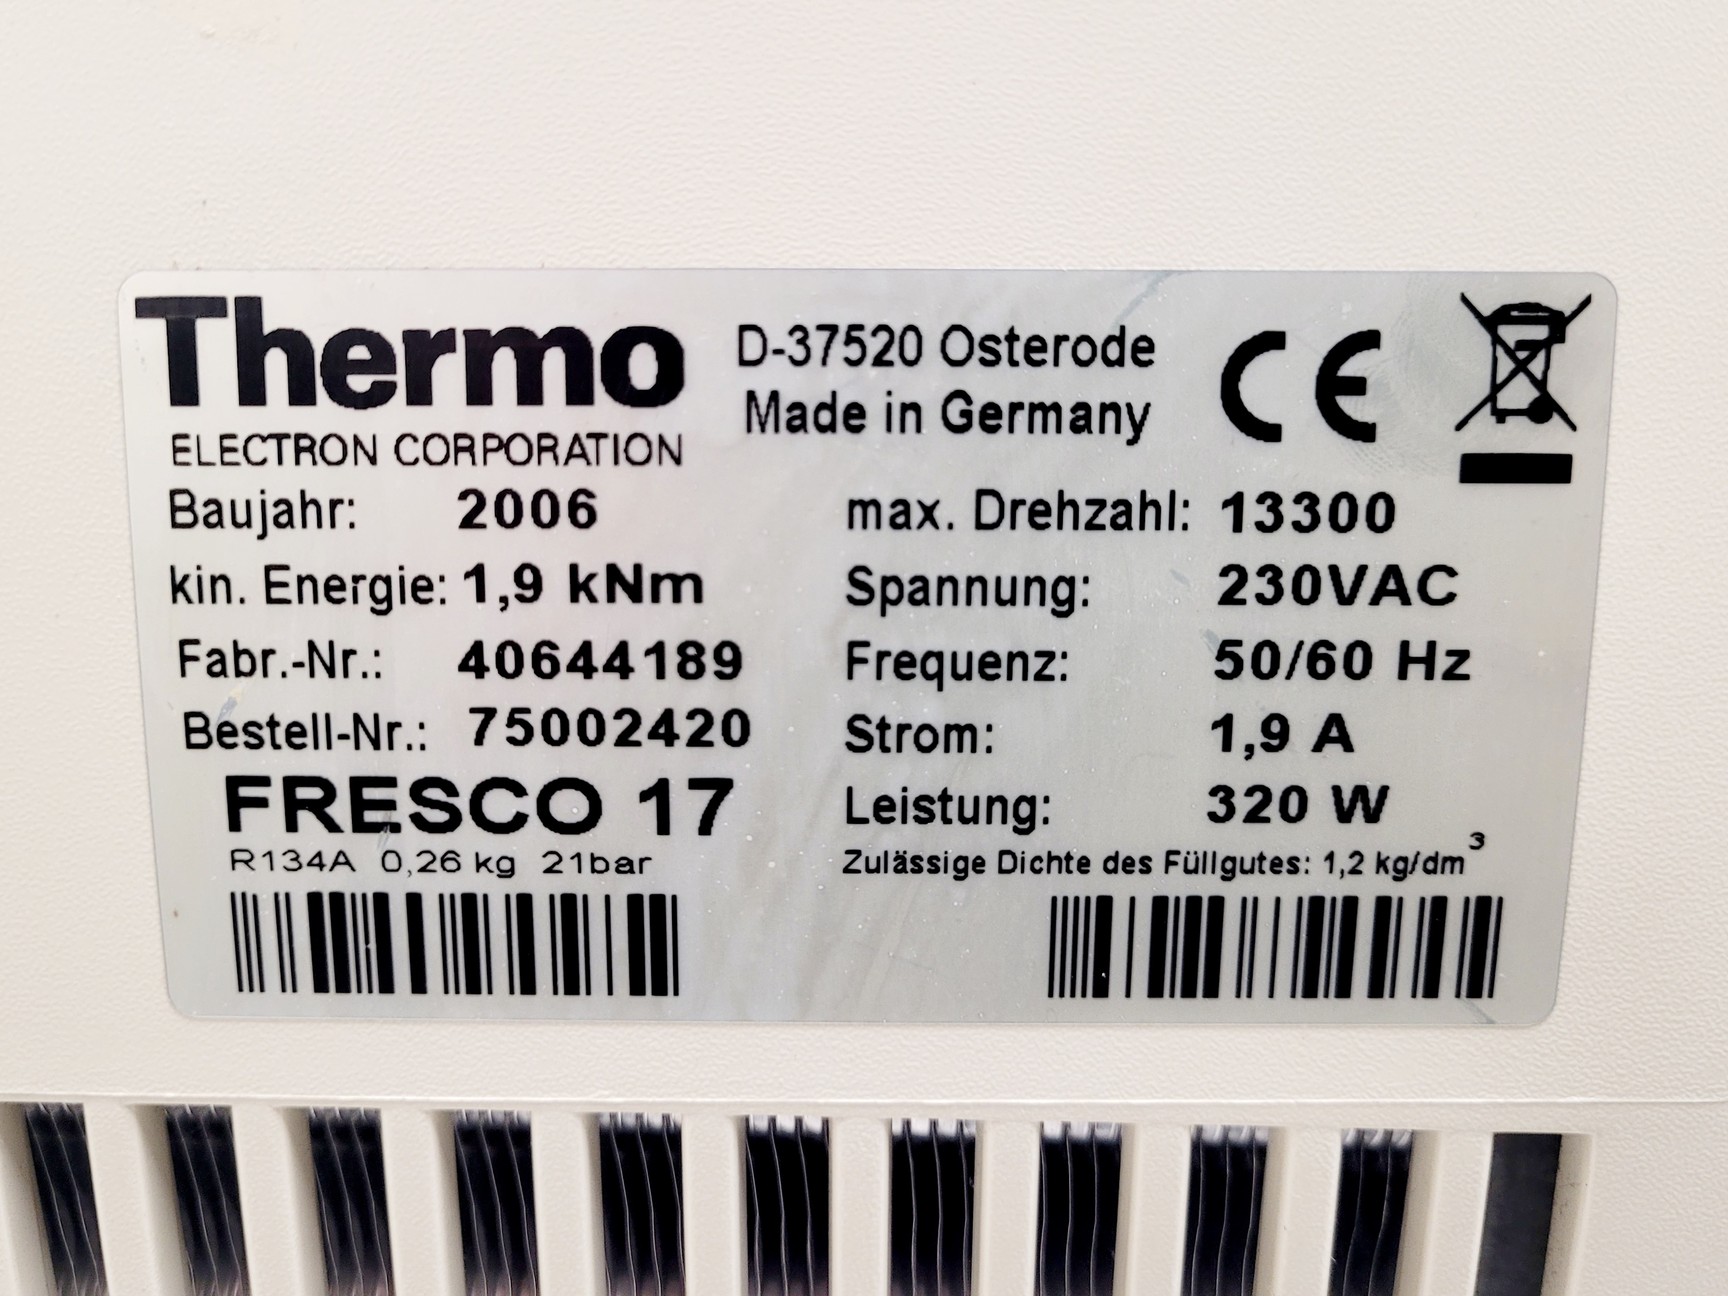 Thermo
ELECTRON CORPORATION
D-37520 Osterode
Made in Germany
CE
Baujahr: 2006
max. Drehzahl: 13300
kin. Energie: 1,9 kNm
Spannung: 230VAC
Fabr.-Nr.: 40644189
Frequenz: 50/60 Hz
Bestell-Nr.: 75002420
Strom: 1,9 A
FRESCO 17
Leistung: 320 W
R134A 0,26 kg 21bar
Zulässige Dichte des Füllgutes: 1,2 kg/dm³